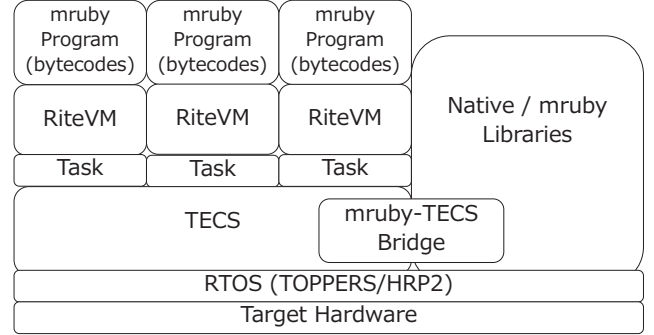 mruby
Program
(bytecodes)
mruby
Program
(bytecodes)
mruby
Program
(bytecodes)
RiteVM
RiteVM
RiteVM
Native / mruby
Libraries
Task
Task
Task
TECS
mruby-TECS
Bridge
RTOS (TOPPERS/HRP2)
Target Hardware